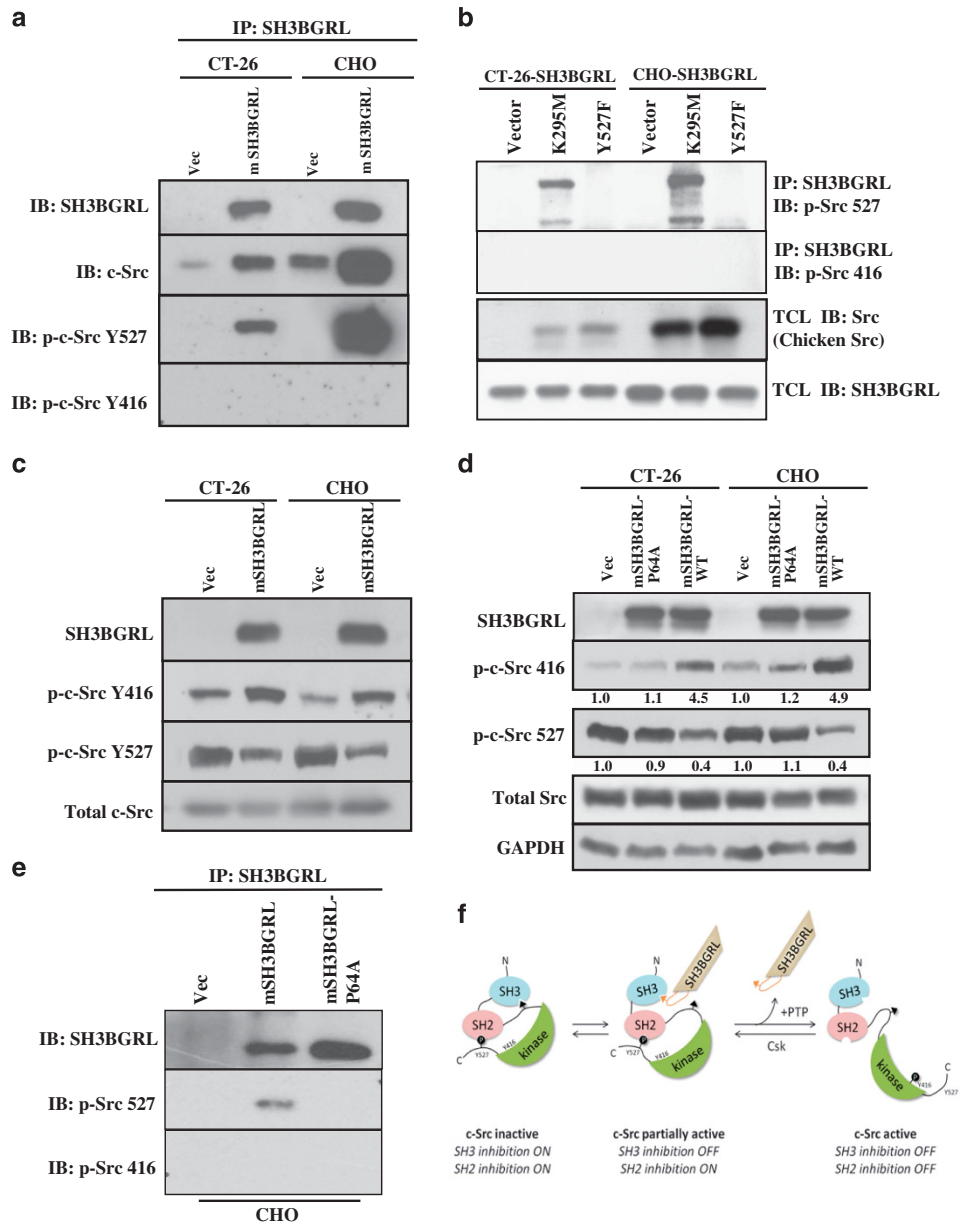 a
IP: SH3BGRL
CT-26
CHO
Vec
m SH3BGRL
Vec
m SH3BGRL
IB: SH3BGRL
IB: c-Src
IB: p-c-Src Y527
IB: p-c-Src Y416
b
CT-26-SH3BGRL
CHO-SH3BGRL
Vector
K295M
Y527F
Vector
K295M
Y527F
IP: SH3BGRL
IB: p-Src 527
IP: SH3BGRL
IB: p-Src 416
TCL IB: Src
(Chicken Src)
TCL IB: SH3BGRL
c
CT-26
CHO
Vec
mSH3BGRL
Vec
mSH3BGRL
SH3BGRL
p-c-Src Y416
p-c-Src Y527
Total c-Src
d
CT-26
CHO
Vec
mSH3BGRL-
P64A
mSH3BGRL-
WT
Vec
mSH3BGRL-
P64A
mSH3BGRL-
WT
SH3BGRL
p-c-Src 416
1.0 1.1 4.5 1.0 1.2 4.9
p-c-Src 527
1.0 0.9 0.4 1.0 1.1 0.4
Total Src
GAPDH
e
IP: SH3BGRL
Vec
mSH3BGRL
mSH3BGRL-
P64A
IB: SH3BGRL
IB: p-Src 527
IB: p-Src 416
CHO
f
N
SH3
SH2
P
C
Y527
Y416
kinase
N
SH3
SH3BGRL
SH2
P
C
Y527
Y416
kinase
SH3BGRL
+PTP
Csk
N
SH3
SH2
kinase
P
Y416
C
Y527
c-Src inactive
SH3 inhibition ON
SH2 inhibition ON
c-Src partially active
SH3 inhibition OFF
SH2 inhibition ON
c-Src active
SH3 inhibition OFF
SH2 inhibition OFF